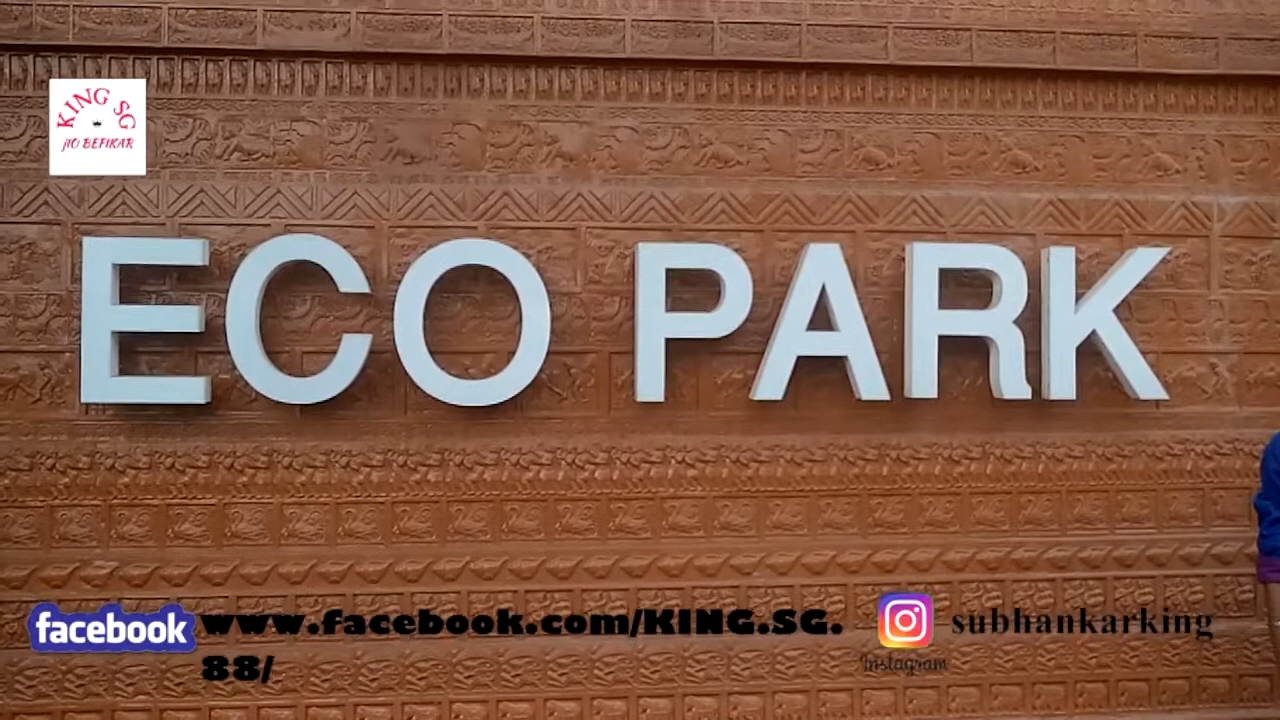 KING SG
JIO BEFIKAR
ECO PARK
facebook
www.facebook.com/KING.SG.
88/
subhankarking
Instagram